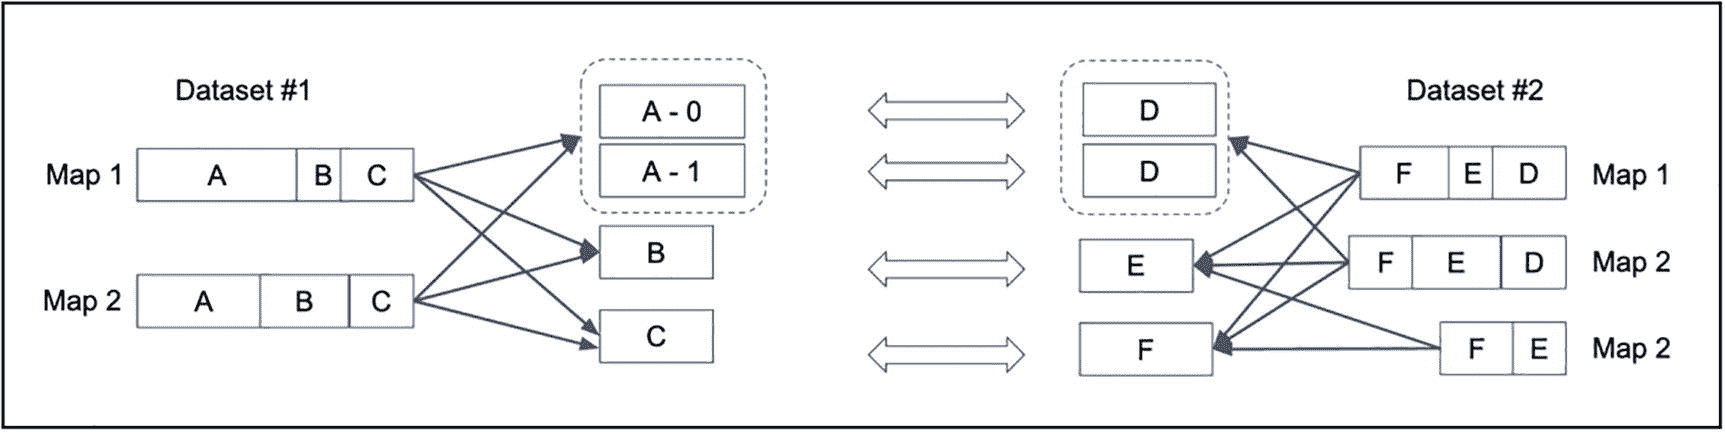 Dataset #1
Map 1
A B C
Map 2
A B C
A - 0
A - 1
B
C
D
D
E
F
Dataset #2
F E D
Map 1
F E D
Map 2
F E
Map 2